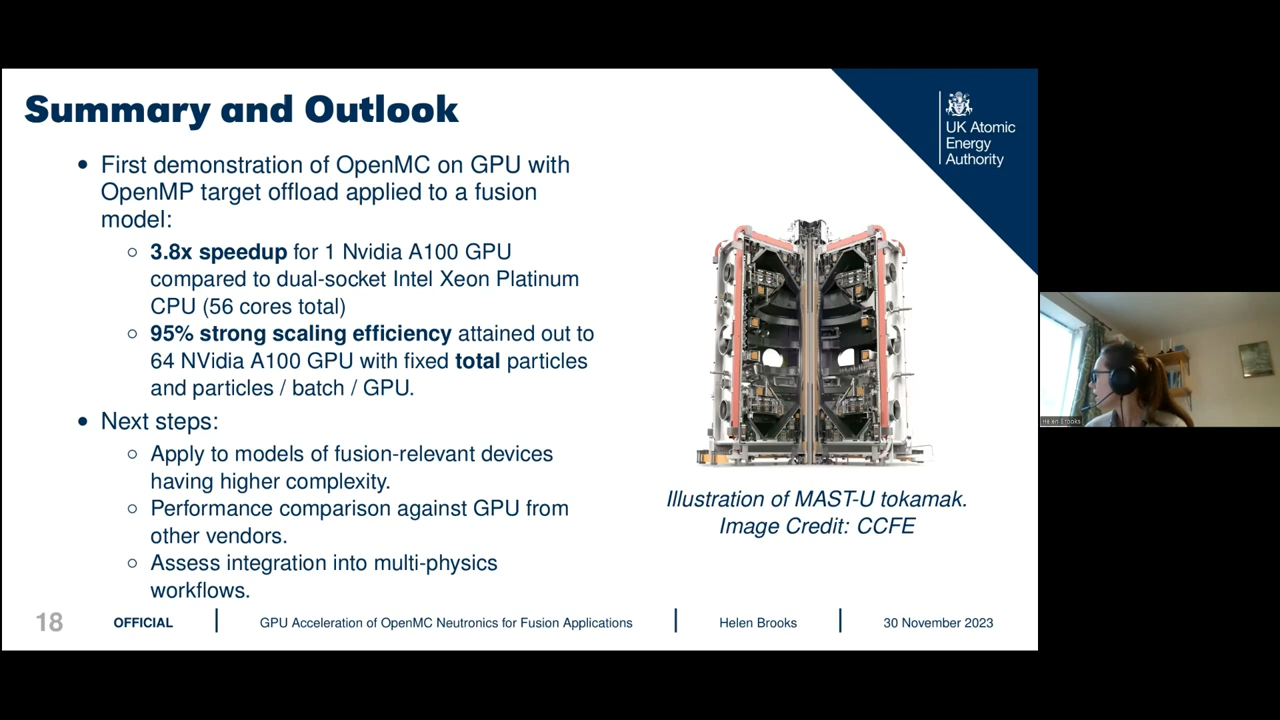 Summary and Outlook
UK Atomic
Energy
Authority
• First demonstration of OpenMC on GPU with
OpenMP target offload applied to a fusion
model:
○ 3.8x speedup for 1 Nvidia A100 GPU
compared to dual-socket Intel Xeon Platinum
CPU (56 cores total)
○ 95% strong scaling efficiency attained out to
64 NVidia A100 GPU with fixed total particles
and particles / batch / GPU.
• Next steps:
○ Apply to models of fusion-relevant devices
having higher complexity.
○ Performance comparison against GPU from
other vendors.
○ Assess integration into multi-physics
workflows.
Illustration of MAST-U tokamak.
Image Credit: CCFE
Helen Brooks
18 OFFICIAL | GPU Acceleration of OpenMC Neutronics for Fusion Applications | Helen Brooks | 30 November 2023